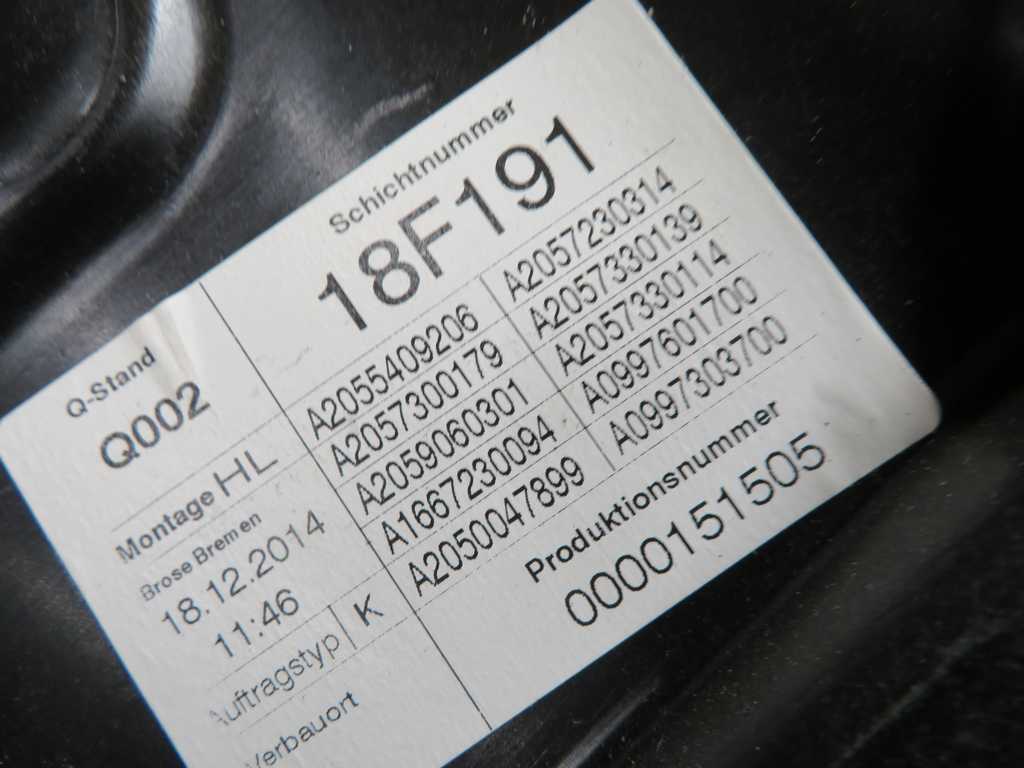 Q-Stand
Q002
Schichtnummer
18F191
Montage HL
Brose Bremen
18.12.2014
11:46
Auftragstyp K
Verbauort
A2055409206 A2057230314
A2057300179 A2057330139
A2059060301 A2057330114
A1667230094 A0997601700
A2050047899 A0997303700
Produktionsnummer
0000151505